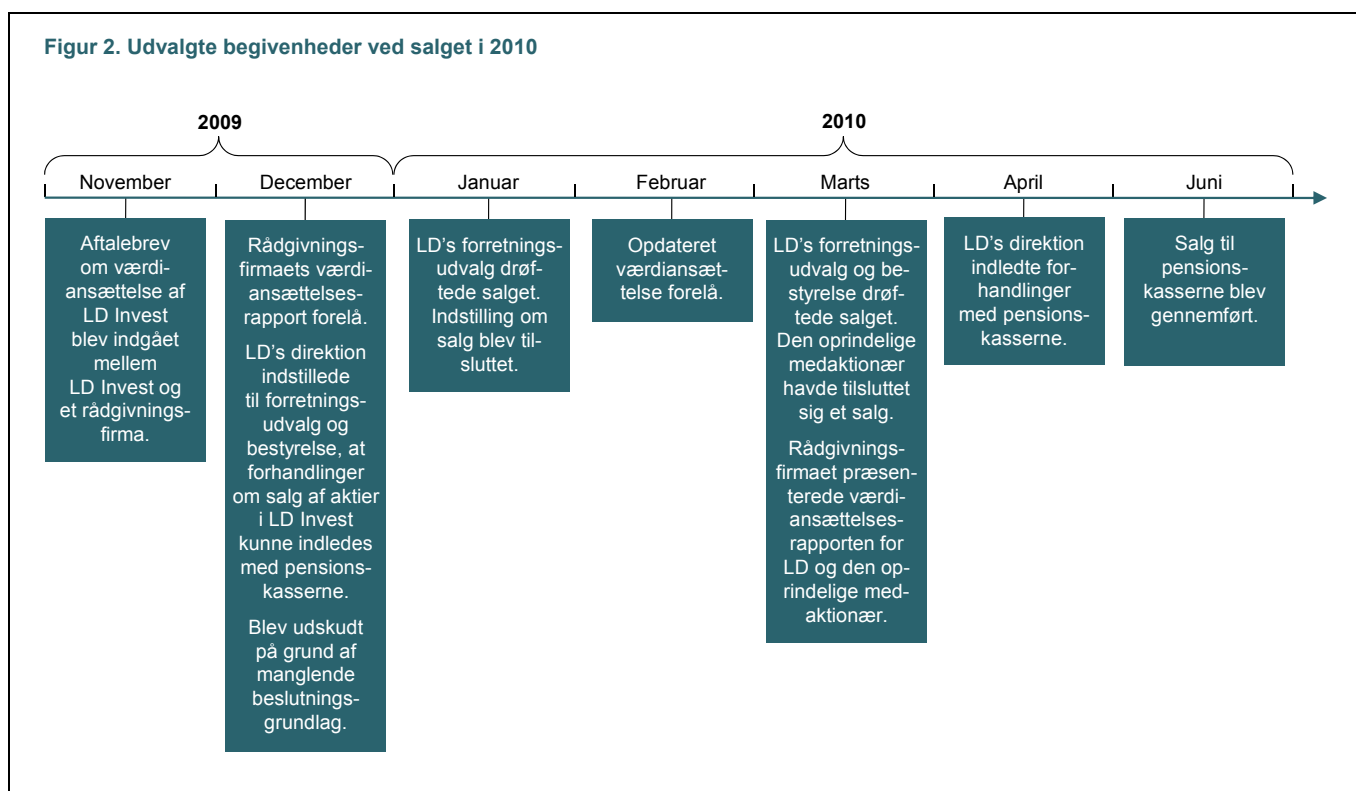 Figur 2. Udvalgte begivenheder ved salget i 2010
2009
2010
November
December
Januar
Februar
Marts
April
Juni
Aftalebrev
om værdi-
ansættelse af
LD Invest
blev indgået
mellem
LD Invest og
et rådgivnings-
firma.
Rådgivnings-
firmaets værdi-
ansættelses-
rapport forelå.
LD's direktion
indstillede
til forretnings-
udvalg og
bestyrelse, at
forhandlinger
om salg af aktier
i LD Invest
kunne indledes
med pensions-
kasserne.
Blev udskudt
på grund af
manglende
beslutnings-
grundlag.
LD's forretnings-
udvalg drøf-
tede salget.
Indstilling om
salg blev til-
sluttet.
Opdateret
værdiansæt-
telse forelå.
LD's forretnings-
udvalg og be-
styrelse drøf-
tede salget.
Den oprindelige
medaktionær
havde tilsluttet
sig et salg.
Rådgivnings-
firmaet præsen-
terede værdi-
ansættelses-
rapporten for
LD og den op-
rindelige med-
aktionær.
LD's direktion
indledte for-
handlinger
med pensions-
kasserne.
Salg til
pensions-
kasserne blev
gennemført.